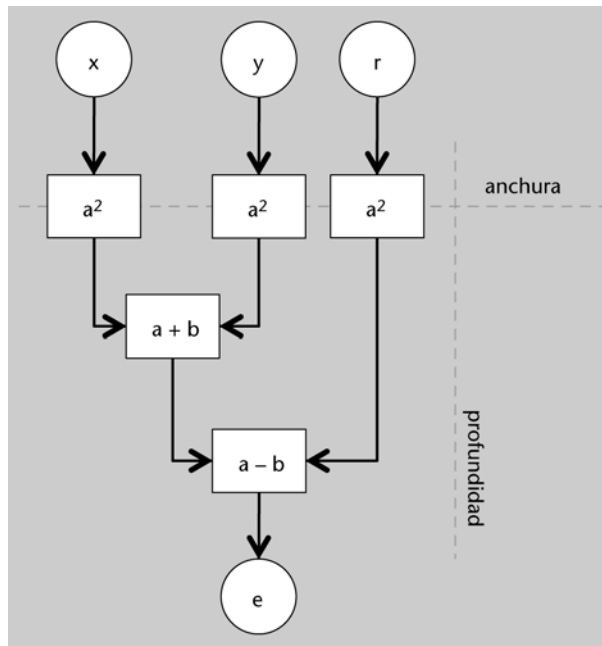 x
y
r
a²
a²
a²
anchura
a + b
profundidad
a – b
e